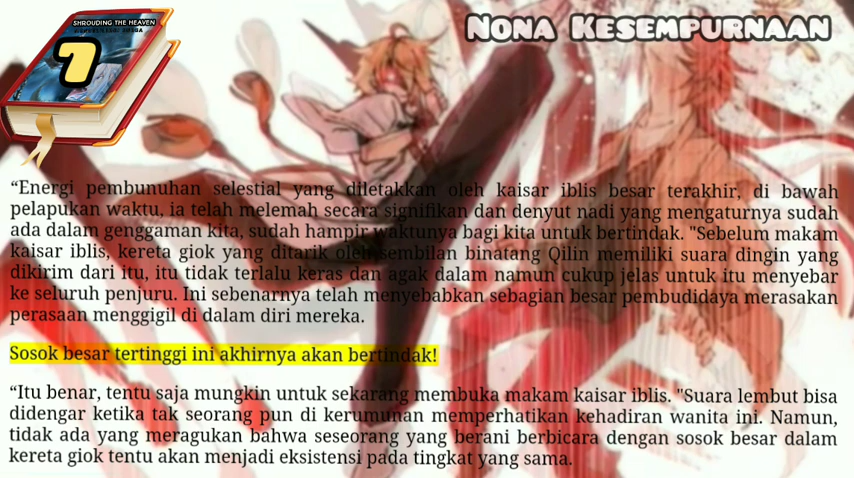 SHROUDING THE HEAVEN
7
Nona Kesempurnaan
“Energi pembunuhan selestial yang diletakkan oleh kaisar iblis besar terakhir, di bawah
pelapukan waktu, ia telah melemah secara signifikan dan denyut nadi yang mengaturnya sudah
ada dalam genggaman kita, sudah hampir waktunya bagi kita untuk bertindak. "Sebelum makam
kaisar iblis, kereta giok yang ditarik oleh sembilan binatang Qilin memiliki suara dingin yang
dikirim dari itu, itu tidak terlalu keras dan agak dalam namun cukup jelas untuk itu menyebar
ke seluruh penjuru. Ini sebenarnya telah menyebabkan sebagian besar pembudidaya merasakan
perasaan menggigil di dalam diri mereka.
Sosok besar tertinggi ini akhirnya akan bertindak!
“Itu benar, tentu saja mungkin untuk sekarang membuka makam kaisar iblis. "Suara lembut bisa
didengar ketika tak seorang pun di kerumunan memperhatikan kehadiran wanita ini. Namun,
tidak ada yang meragukan bahwa seseorang yang berani berbicara dengan sosok besar dalam
kereta giok tentu akan menjadi eksistensi pada tingkat yang sama.